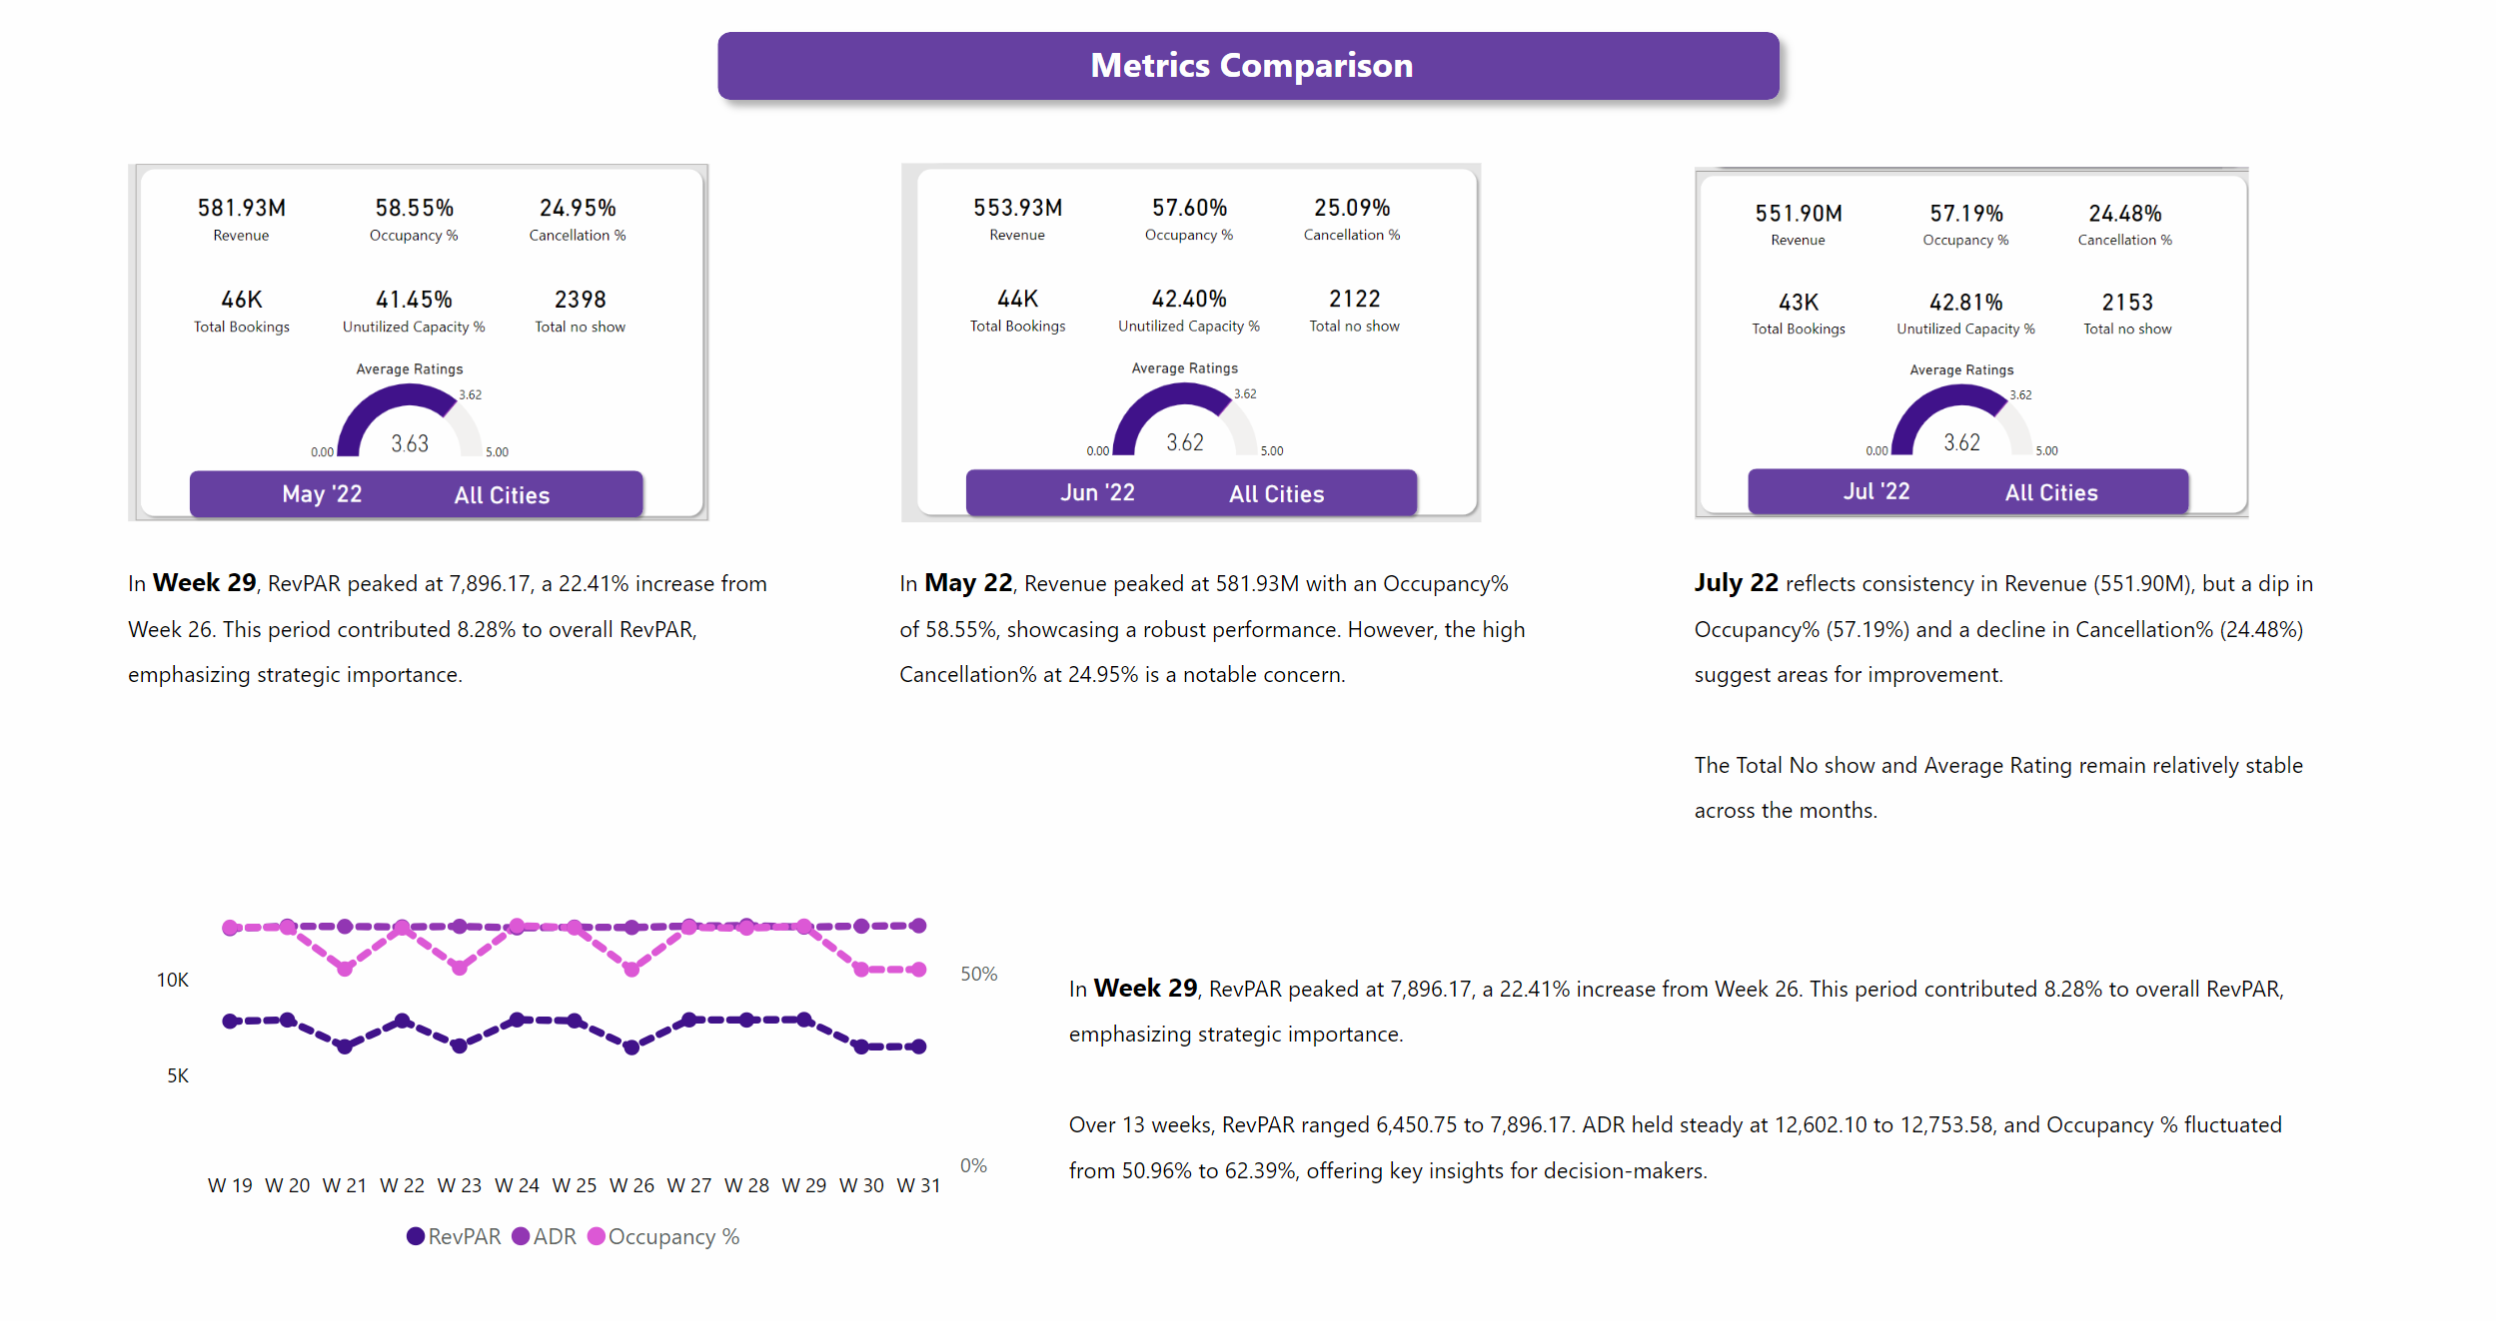 Metrics Comparison
581.93M 58.55% 24.95%
Revenue Occupancy % Cancellation %
46K 41.45% 2398
Total Bookings Unutilized Capacity % Total no show
Average Ratings
3.62
3.63
0.00 5.00
May '22 All Cities
553.93M 57.60% 25.09%
Revenue Occupancy % Cancellation %
44K 42.40% 2122
Total Bookings Unutilized Capacity % Total no show
Average Ratings
3.62
3.62
0.00 5.00
Jun '22 All Cities
551.90M 57.19% 24.48%
Revenue Occupancy % Cancellation %
43K 42.81% 2153
Total Bookings Unutilized Capacity % Total no show
Average Ratings
3.62
3.62
0.00 5.00
Jul '22 All Cities
In Week 29, RevPAR peaked at 7,896.17, a 22.41% increase from
Week 26. This period contributed 8.28% to overall RevPAR,
emphasizing strategic importance.
In May 22, Revenue peaked at 581.93M with an Occupancy%
of 58.55%, showcasing a robust performance. However, the high
Cancellation% at 24.95% is a notable concern.
July 22 reflects consistency in Revenue (551.90M), but a dip in
Occupancy% (57.19%) and a decline in Cancellation% (24.48%)
suggest areas for improvement.
The Total No show and Average Rating remain relatively stable
across the months.
10K
5K
50%
0%
W 19 W 20 W 21 W 22 W 23 W 24 W 25 W 26 W 27 W 28 W 29 W 30 W 31
RevPAR ADR Occupancy %
In Week 29, RevPAR peaked at 7,896.17, a 22.41% increase from Week 26. This period contributed 8.28% to overall RevPAR,
emphasizing strategic importance.
Over 13 weeks, RevPAR ranged 6,450.75 to 7,896.17. ADR held steady at 12,602.10 to 12,753.58, and Occupancy % fluctuated
from 50.96% to 62.39%, offering key insights for decision-makers.